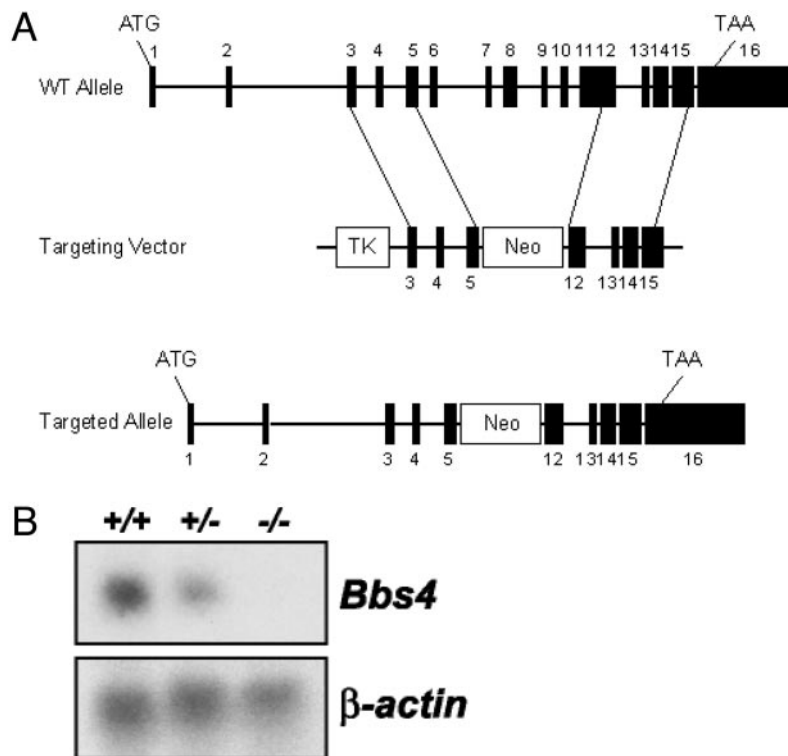 A
ATG TAA
1 2 3 4 5 6 7 8 9 10 11 12 13 14 15 16
WT Allele
Targeting Vector TK Neo
3 4 5 12 13 14 15
ATG TAA
Targeted Allele Neo
1 2 3 4 5 12 13 14 15 16
B
+/+ +/- -/-
Bbs4
β-actin